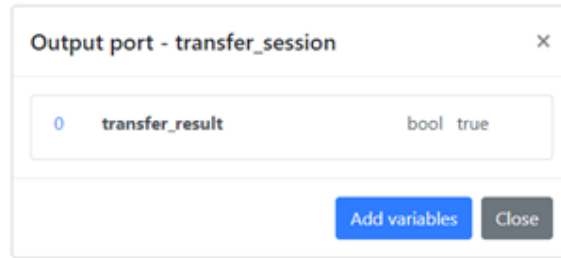 Output port - transfer_session ×
0 transfer_result bool true
Add variables Close